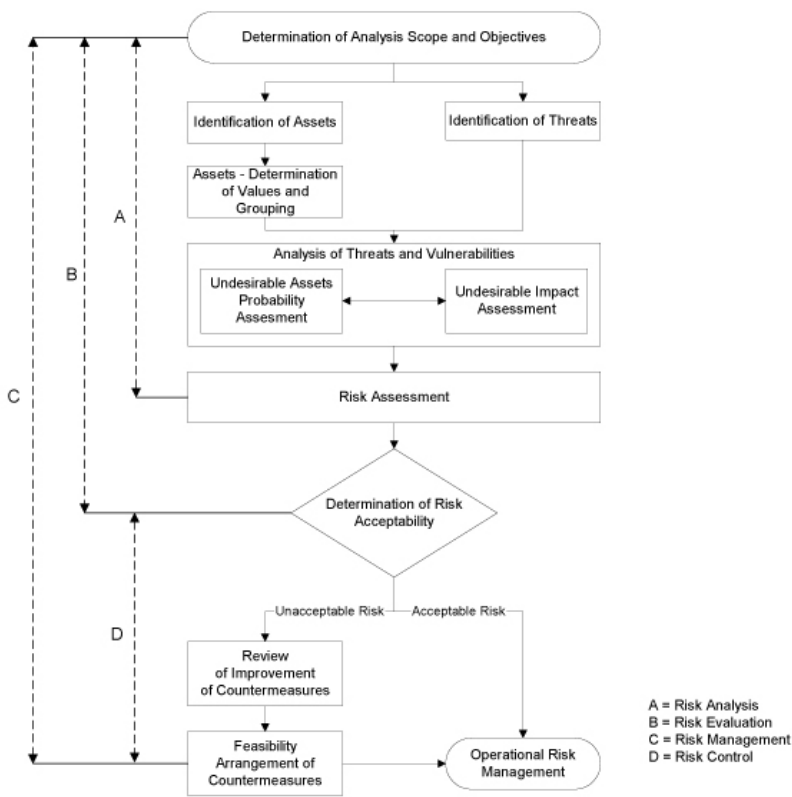 Determination of Analysis Scope and Objectives
Identification of Assets
Identification of Threats
Assets - Determination
of Values and
Grouping
A
Analysis of Threats and Vulnerabilities
B
Undesirable Assets
Probability
Assesment
Undesirable Impact
Assessment
C
Risk Assessment
Determination of Risk
Acceptability
Unacceptable Risk
Acceptable Risk
D
Review
of Improvement
of Countermeasures
Feasibility
Arrangement of
Countermeasures
Operational Risk
Management
A = Risk Analysis
B = Risk Evaluation
C = Risk Management
D = Risk Control